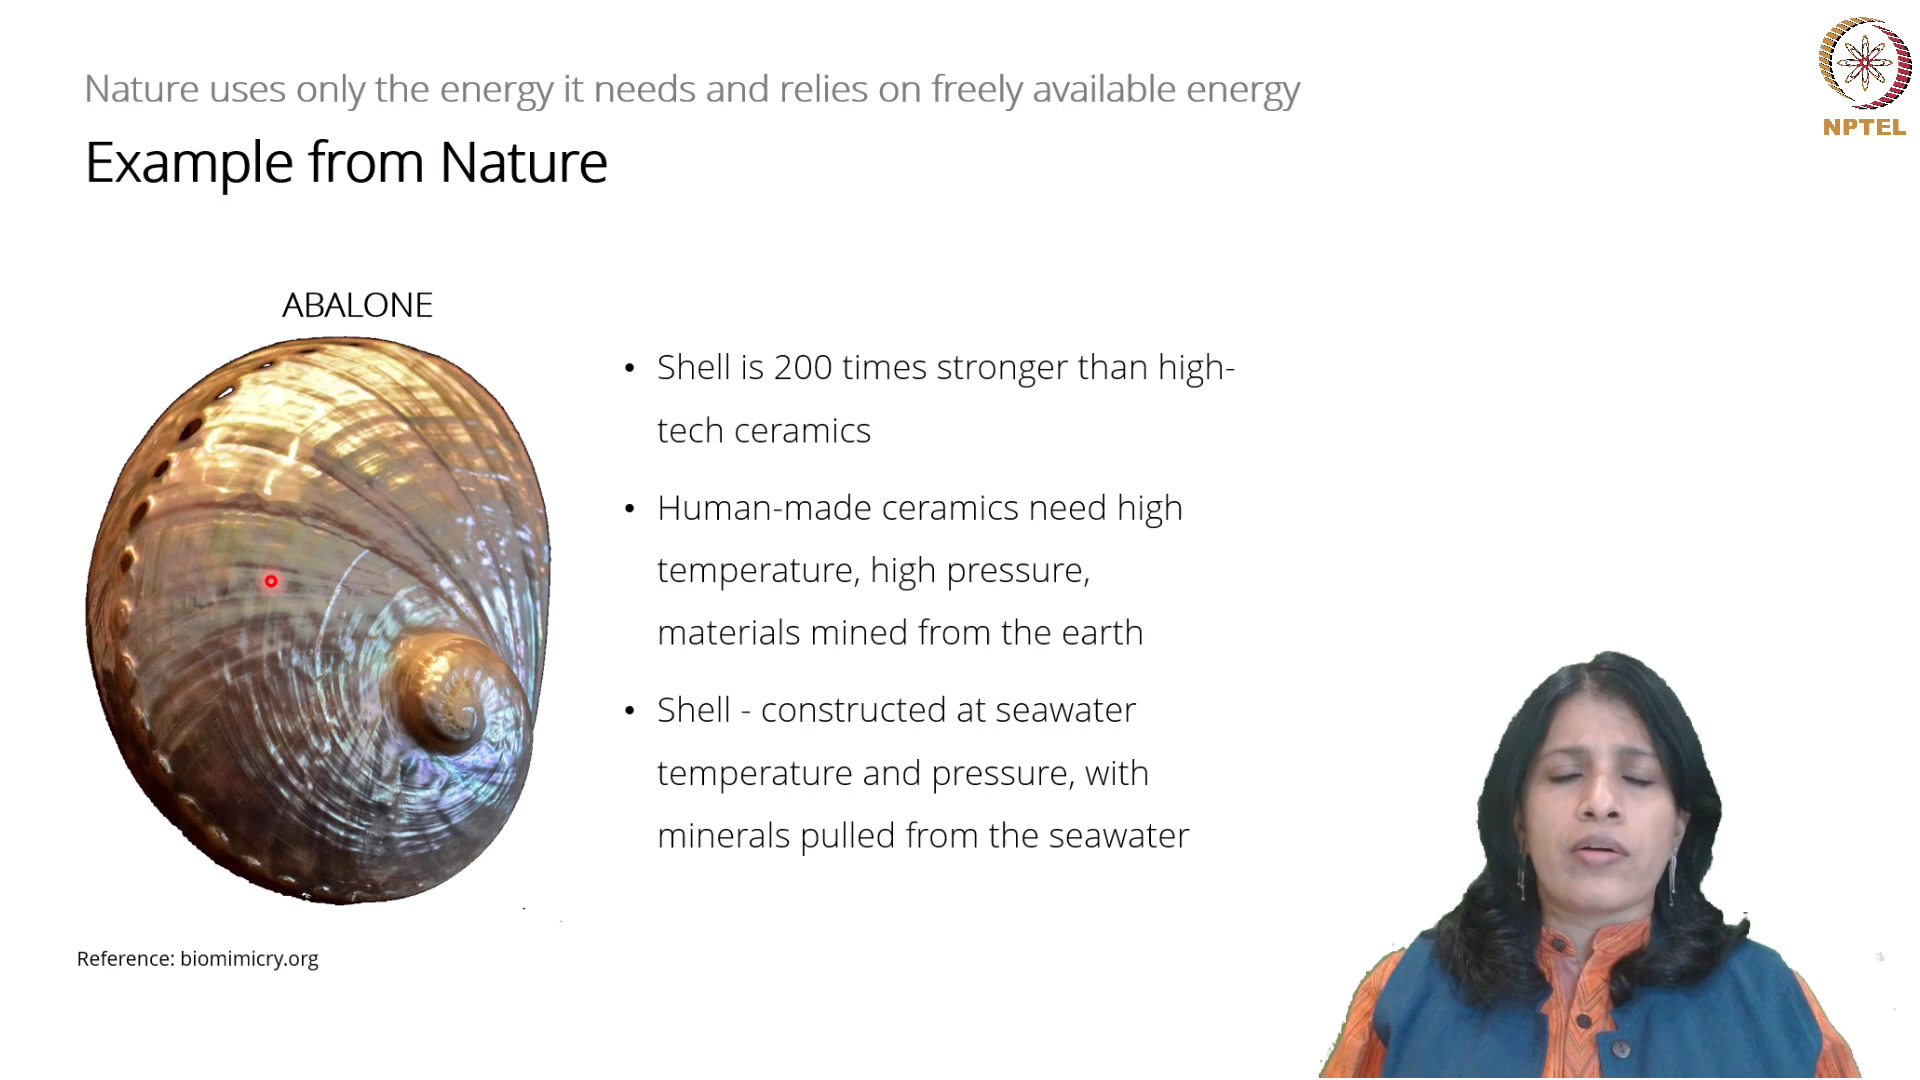 Nature uses only the energy it needs and relies on freely available energy
Example from Nature
NPTEL
ABALONE
• Shell is 200 times stronger than high-
tech ceramics
• Human-made ceramics need high
temperature, high pressure,
materials mined from the earth
• Shell - constructed at seawater
temperature and pressure, with
minerals pulled from the seawater
Reference: biomimicry.org